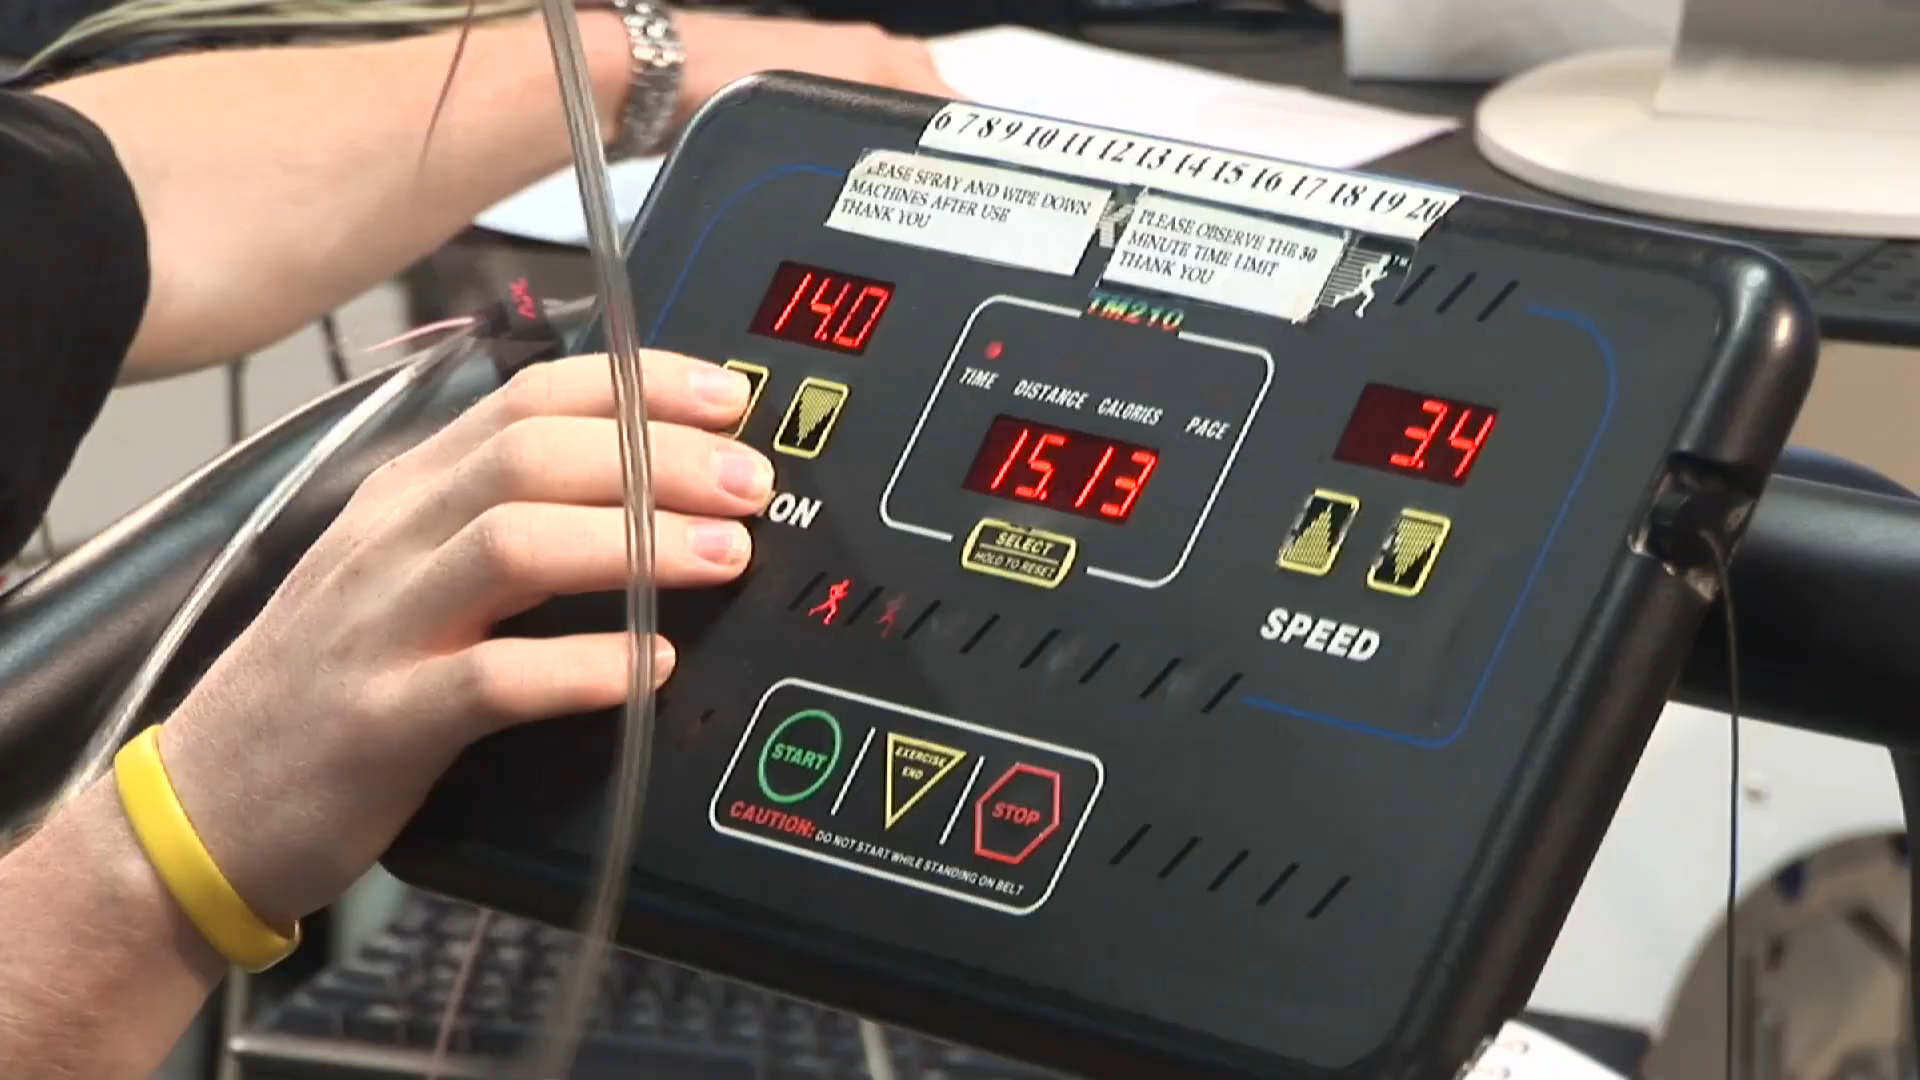 6 7 8 9 10 11 12 13 14 15 16 17 18 19 20
EASE SPRAY AND WIPE DOWN
MACHINES AFTER USE
THANK YOU
PLEASE OBSERVE THE 30
MINUTE TIME LIMIT
THANK YOU
TM
TM210
14.0
TIME DISTANCE CALORIES PACE
15.13
3.4
SELECT
HOLD TO RESET
ION
SPEED
START
EXERCISE
END
STOP
CAUTION: DO NOT START WHILE STANDING ON BELT